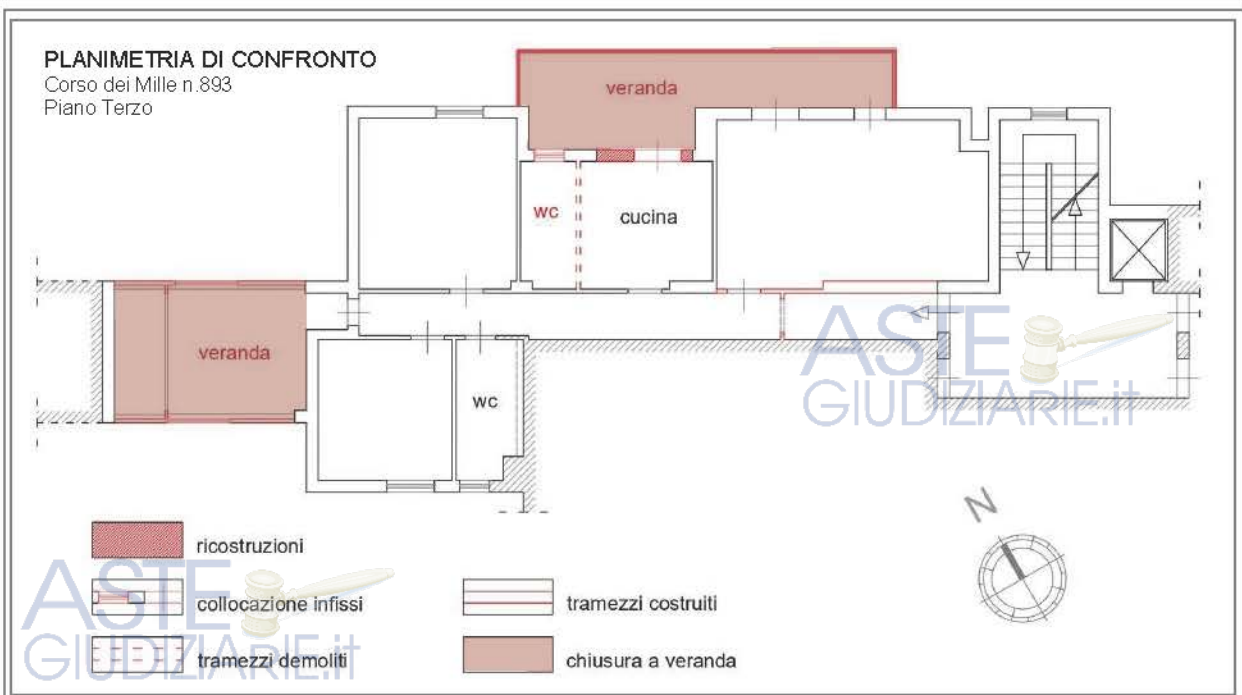 PLANIMETRIA DI CONFRONTO
Corso dei Mille n.893
Piano Terzo
veranda
wc
cucina
veranda
wc
ASTE
GIUDIZIARIE.it
N
ricostruzioni
collocazione infissi
tramezzi costruiti
tramezzi demoliti
chiusura a veranda
ASTE
GIUDIZIARIE.it